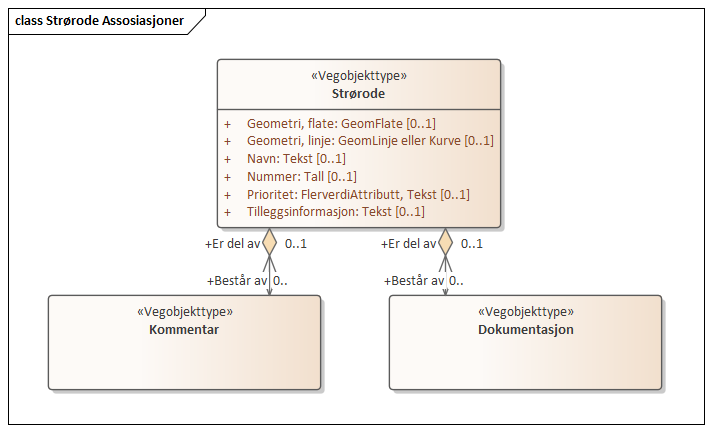 class Strørode Assosiasjoner
«Vegobjekttype»
Strørode
+ Geometri, flate: GeomFlate [0..1]
+ Geometri, linje: GeomLinje eller Kurve [0..1]
+ Navn: Tekst [0..1]
+ Nummer: Tall [0..1]
+ Prioritet: FlerverdiAttributt, Tekst [0..1]
+ Tilleggsinformasjon: Tekst [0..1]
+Er del av 0..1
+Er del av 0..1
+Består av 0..
+Består av 0..
«Vegobjekttype»
Kommentar
«Vegobjekttype»
Dokumentasjon